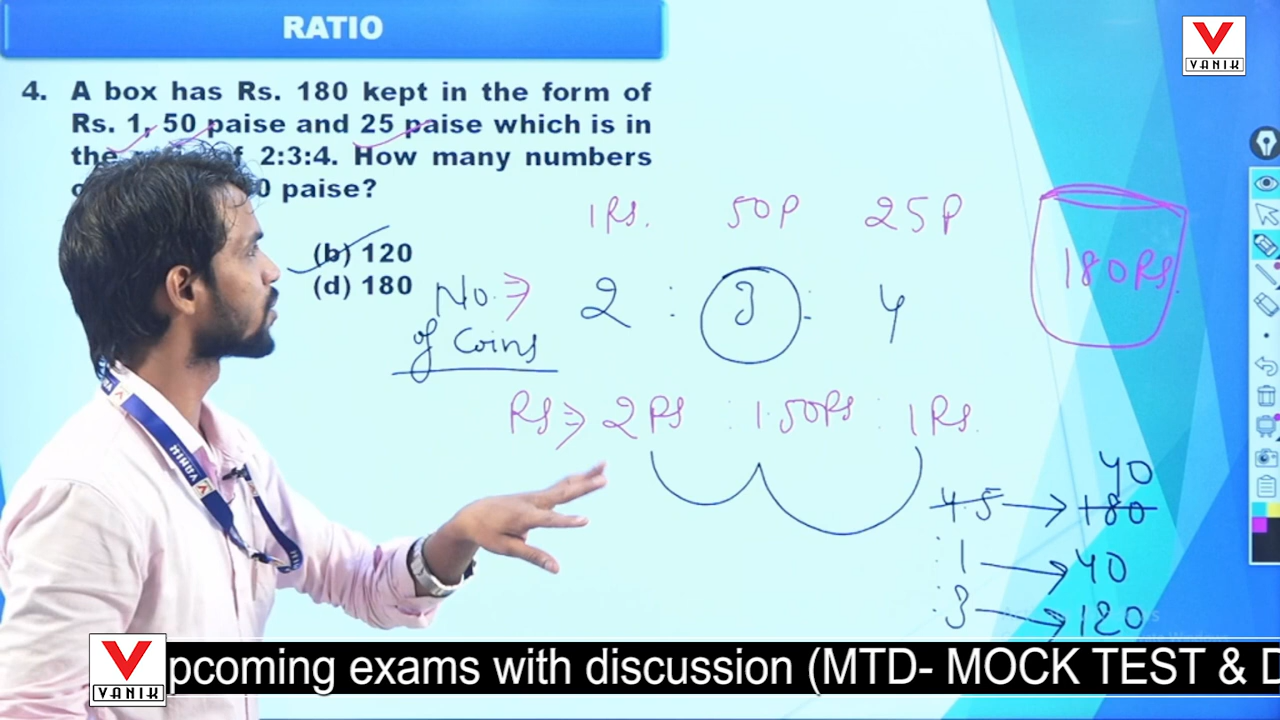 RATIO
VANIK
4. A box has Rs. 180 kept in the form of
Rs. 1, 50 paise and 25 paise which is in
the of 2:3:4. How many numbers
0 paise?
(b) 120
(d) 180
1Rs. 50P 25P
180Rs.
No. ⇒ 2 : 3 : 4
of Coins
Rs ⇒ 2Rs : 1.50Rs : 1Rs.
40
45 → 180
1 → 40
3 → 120
VANIK
VANIK
pcoming exams with discussion (MTD- MOCK TEST & D